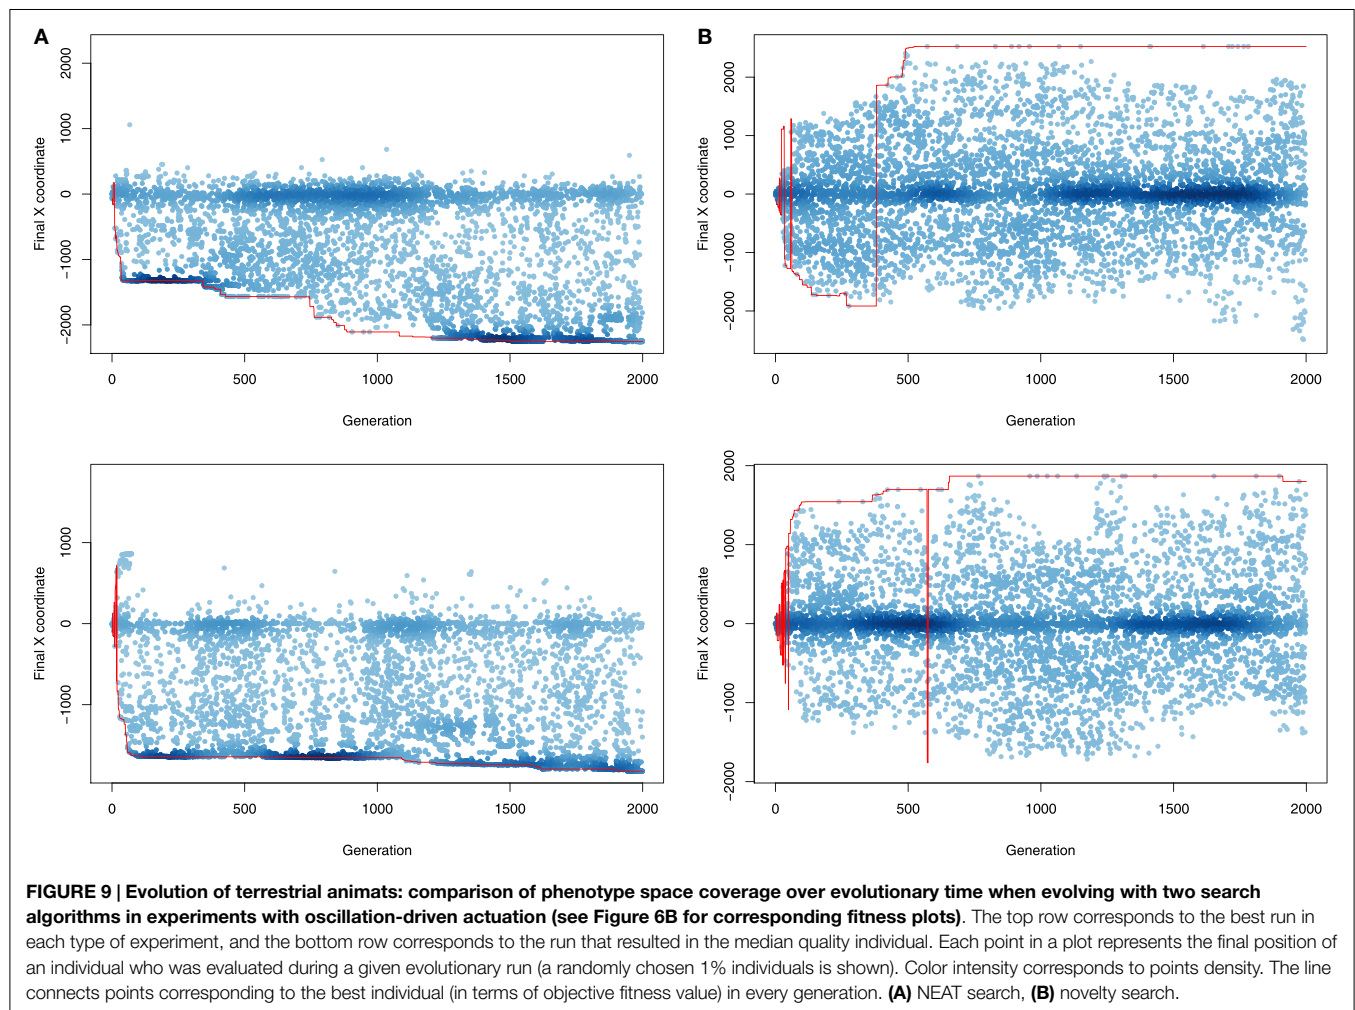 A
B
2000
1000
0
−1000
−2000
Final X coordinate
0
500
1000
1500
2000
Generation
2000
1000
0
−1000
−2000
Final X coordinate
0
500
1000
1500
2000
Generation
1000
0
−1000
Final X coordinate
0
500
1000
1500
2000
Generation
2000
1000
0
−1000
−2000
Final X coordinate
0
500
1000
1500
2000
Generation
FIGURE 9 | Evolution of terrestrial animats: comparison of phenotype space coverage over evolutionary time when evolving with two search
algorithms in experiments with oscillation-driven actuation (see Figure 6B for corresponding fitness plots). The top row corresponds to the best run in
each type of experiment, and the bottom row corresponds to the run that resulted in the median quality individual. Each point in a plot represents the final position of
an individual who was evaluated during a given evolutionary run (a randomly chosen 1% individuals is shown). Color intensity corresponds to points density. The line
connects points corresponding to the best individual (in terms of objective fitness value) in every generation. (A) NEAT search, (B) novelty search.